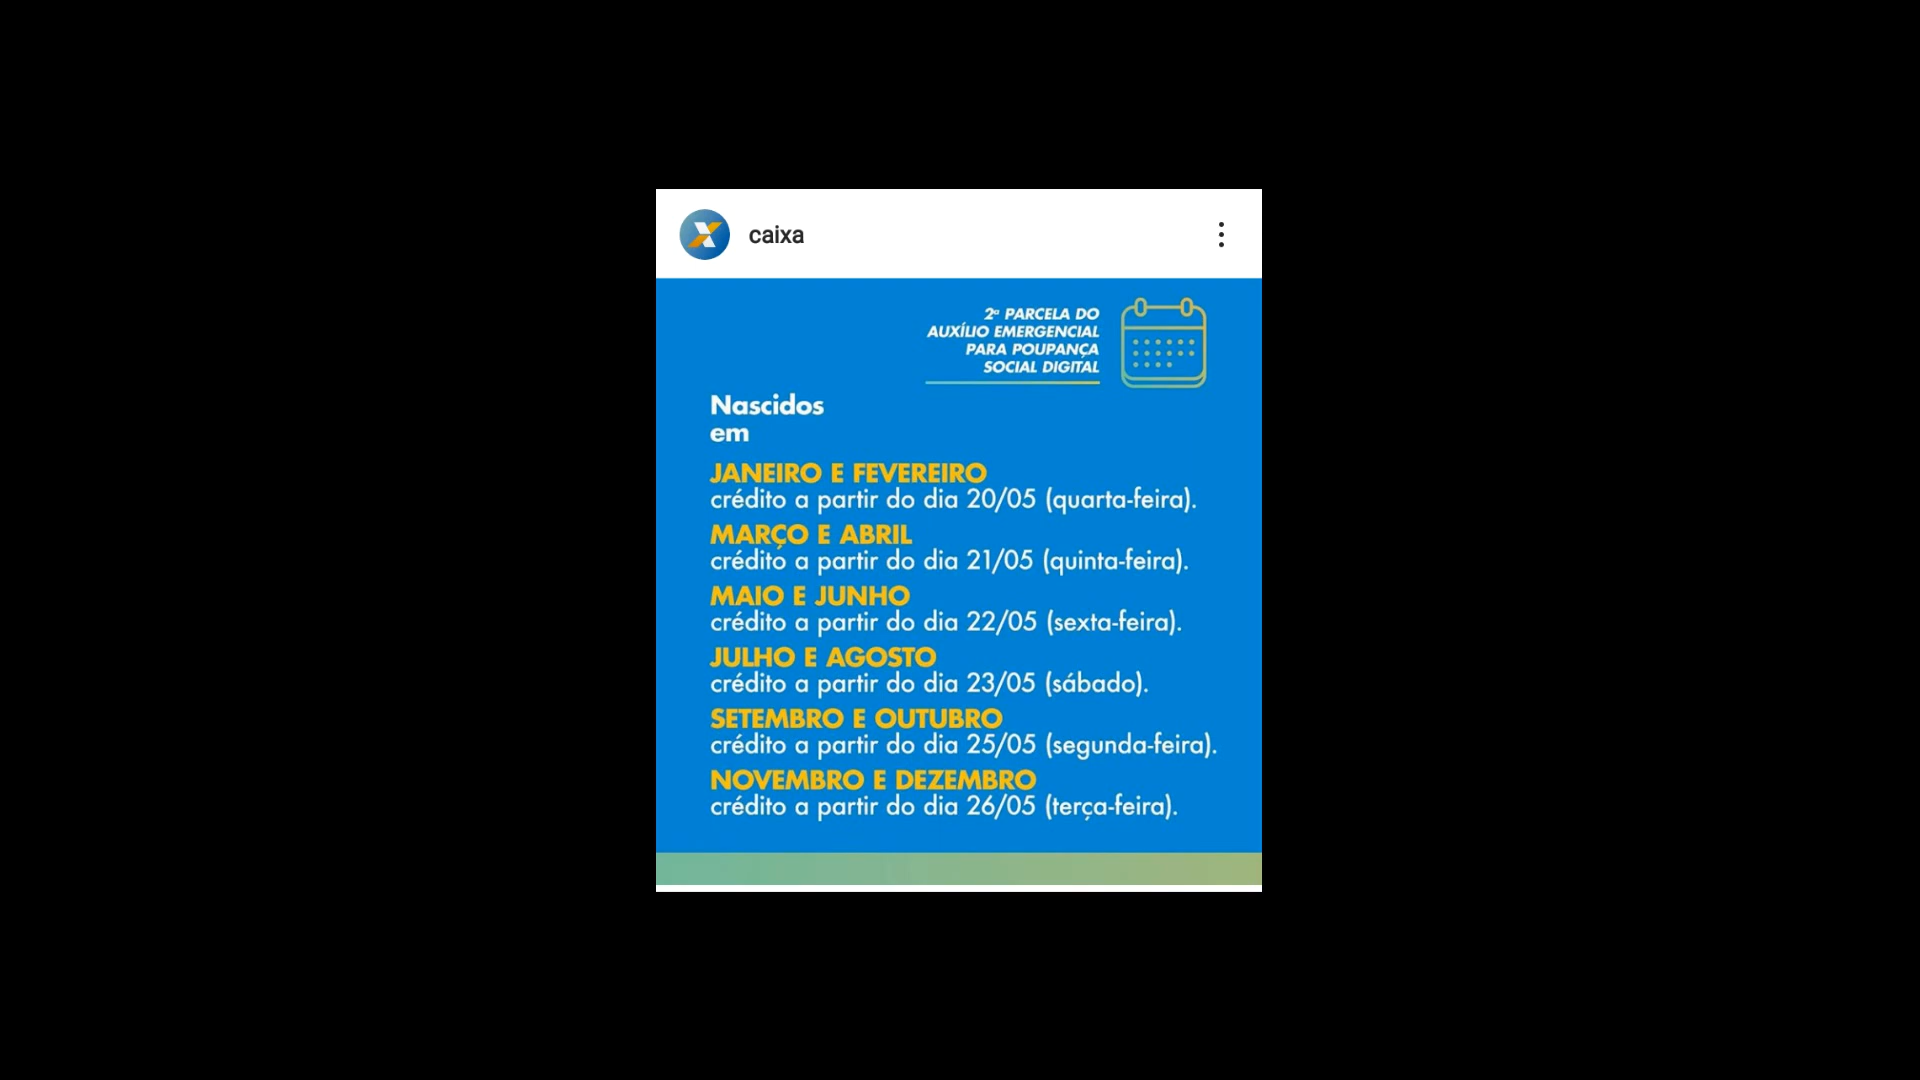 caixa
2ª PARCELA DO
AUXÍLIO EMERGENCIAL
PARA POUPANÇA
SOCIAL DIGITAL
Nascidos
em
JANEIRO E FEVEREIRO
crédito a partir do dia 20/05 (quarta-feira).
MARÇO E ABRIL
crédito a partir do dia 21/05 (quinta-feira).
MAIO E JUNHO
crédito a partir do dia 22/05 (sexta-feira).
JULHO E AGOSTO
crédito a partir do dia 23/05 (sábado).
SETEMBRO E OUTUBRO
crédito a partir do dia 25/05 (segunda-feira).
NOVEMBRO E DEZEMBRO
crédito a partir do dia 26/05 (terça-feira).